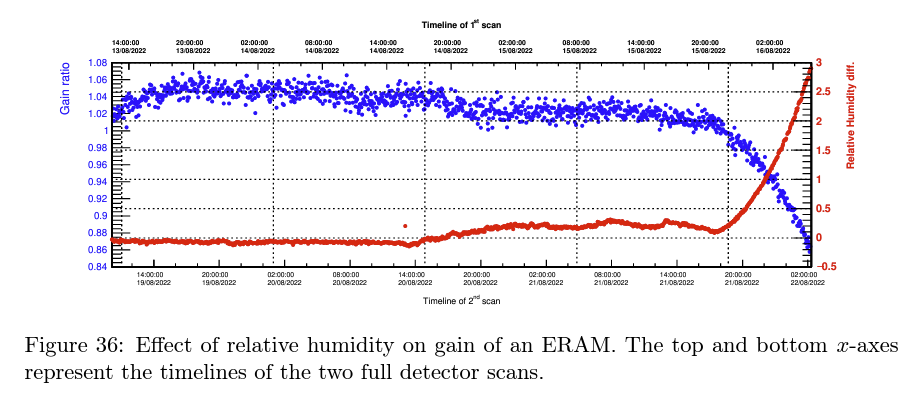 Timeline of 1st scan
14:00:00 20:00:00 02:00:00 08:00:00 14:00:00 20:00:00 02:00:00 08:00:00 15:00:00 20:00:00 02:00:00
13/08/2022 13/08/2022 14/08/2022 14/08/2022 14/08/2022 14/08/2022 15/08/2022 15/08/2022 15/08/2022 15/08/2022 16/08/2022
Gain ratio
1.08
1.06
1.04
1.02
1
0.98
0.96
0.94
0.92
0.9
0.88
0.86
0.84
3
2.5
2
1.5
1
0.5
0
−0.5
Relative Humidity diff.
14:00:00 20:00:00 02:00:00 08:00:00 14:00:00 20:00:00 02:00:00 08:00:00 14:00:00 20:00:00 02:00:00
19/08/2022 19/08/2022 20/08/2022 20/08/2022 20/08/2022 20/08/2022 21/08/2022 21/08/2022 21/08/2022 21/08/2022 22/08/2022
Timeline of 2nd scan
Figure 36: Effect of relative humidity on gain of an ERAM. The top and bottom x-axes
represent the timelines of the two full detector scans.